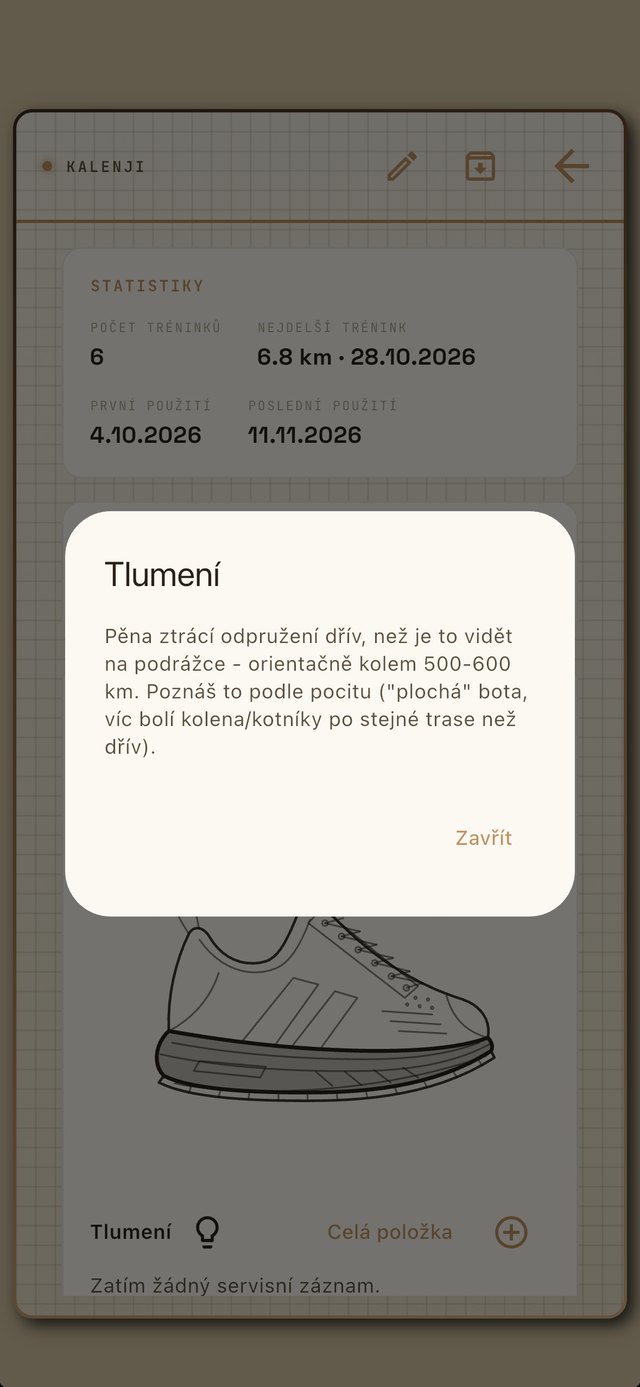 KALENJI
STATISTIKY
POČET TRÉNINKŮ
NEJDELŠÍ TRÉNINK
6
6.8 km · 28.10.2026
PRVNÍ POUŽITÍ
POSLEDNÍ POUŽITÍ
4.10.2026
11.11.2026
Tlumení
Pěna ztrácí odpružení dřív, než je to vidět
na podrážce - orientačně kolem 500-600
km. Poznáš to podle pocitu ("plochá" bota,
víc bolí kolena/kotníky po stejné trase než
dřív).
Zavřít
Tlumení
Celá položka
Zatím žádný servisní záznam.